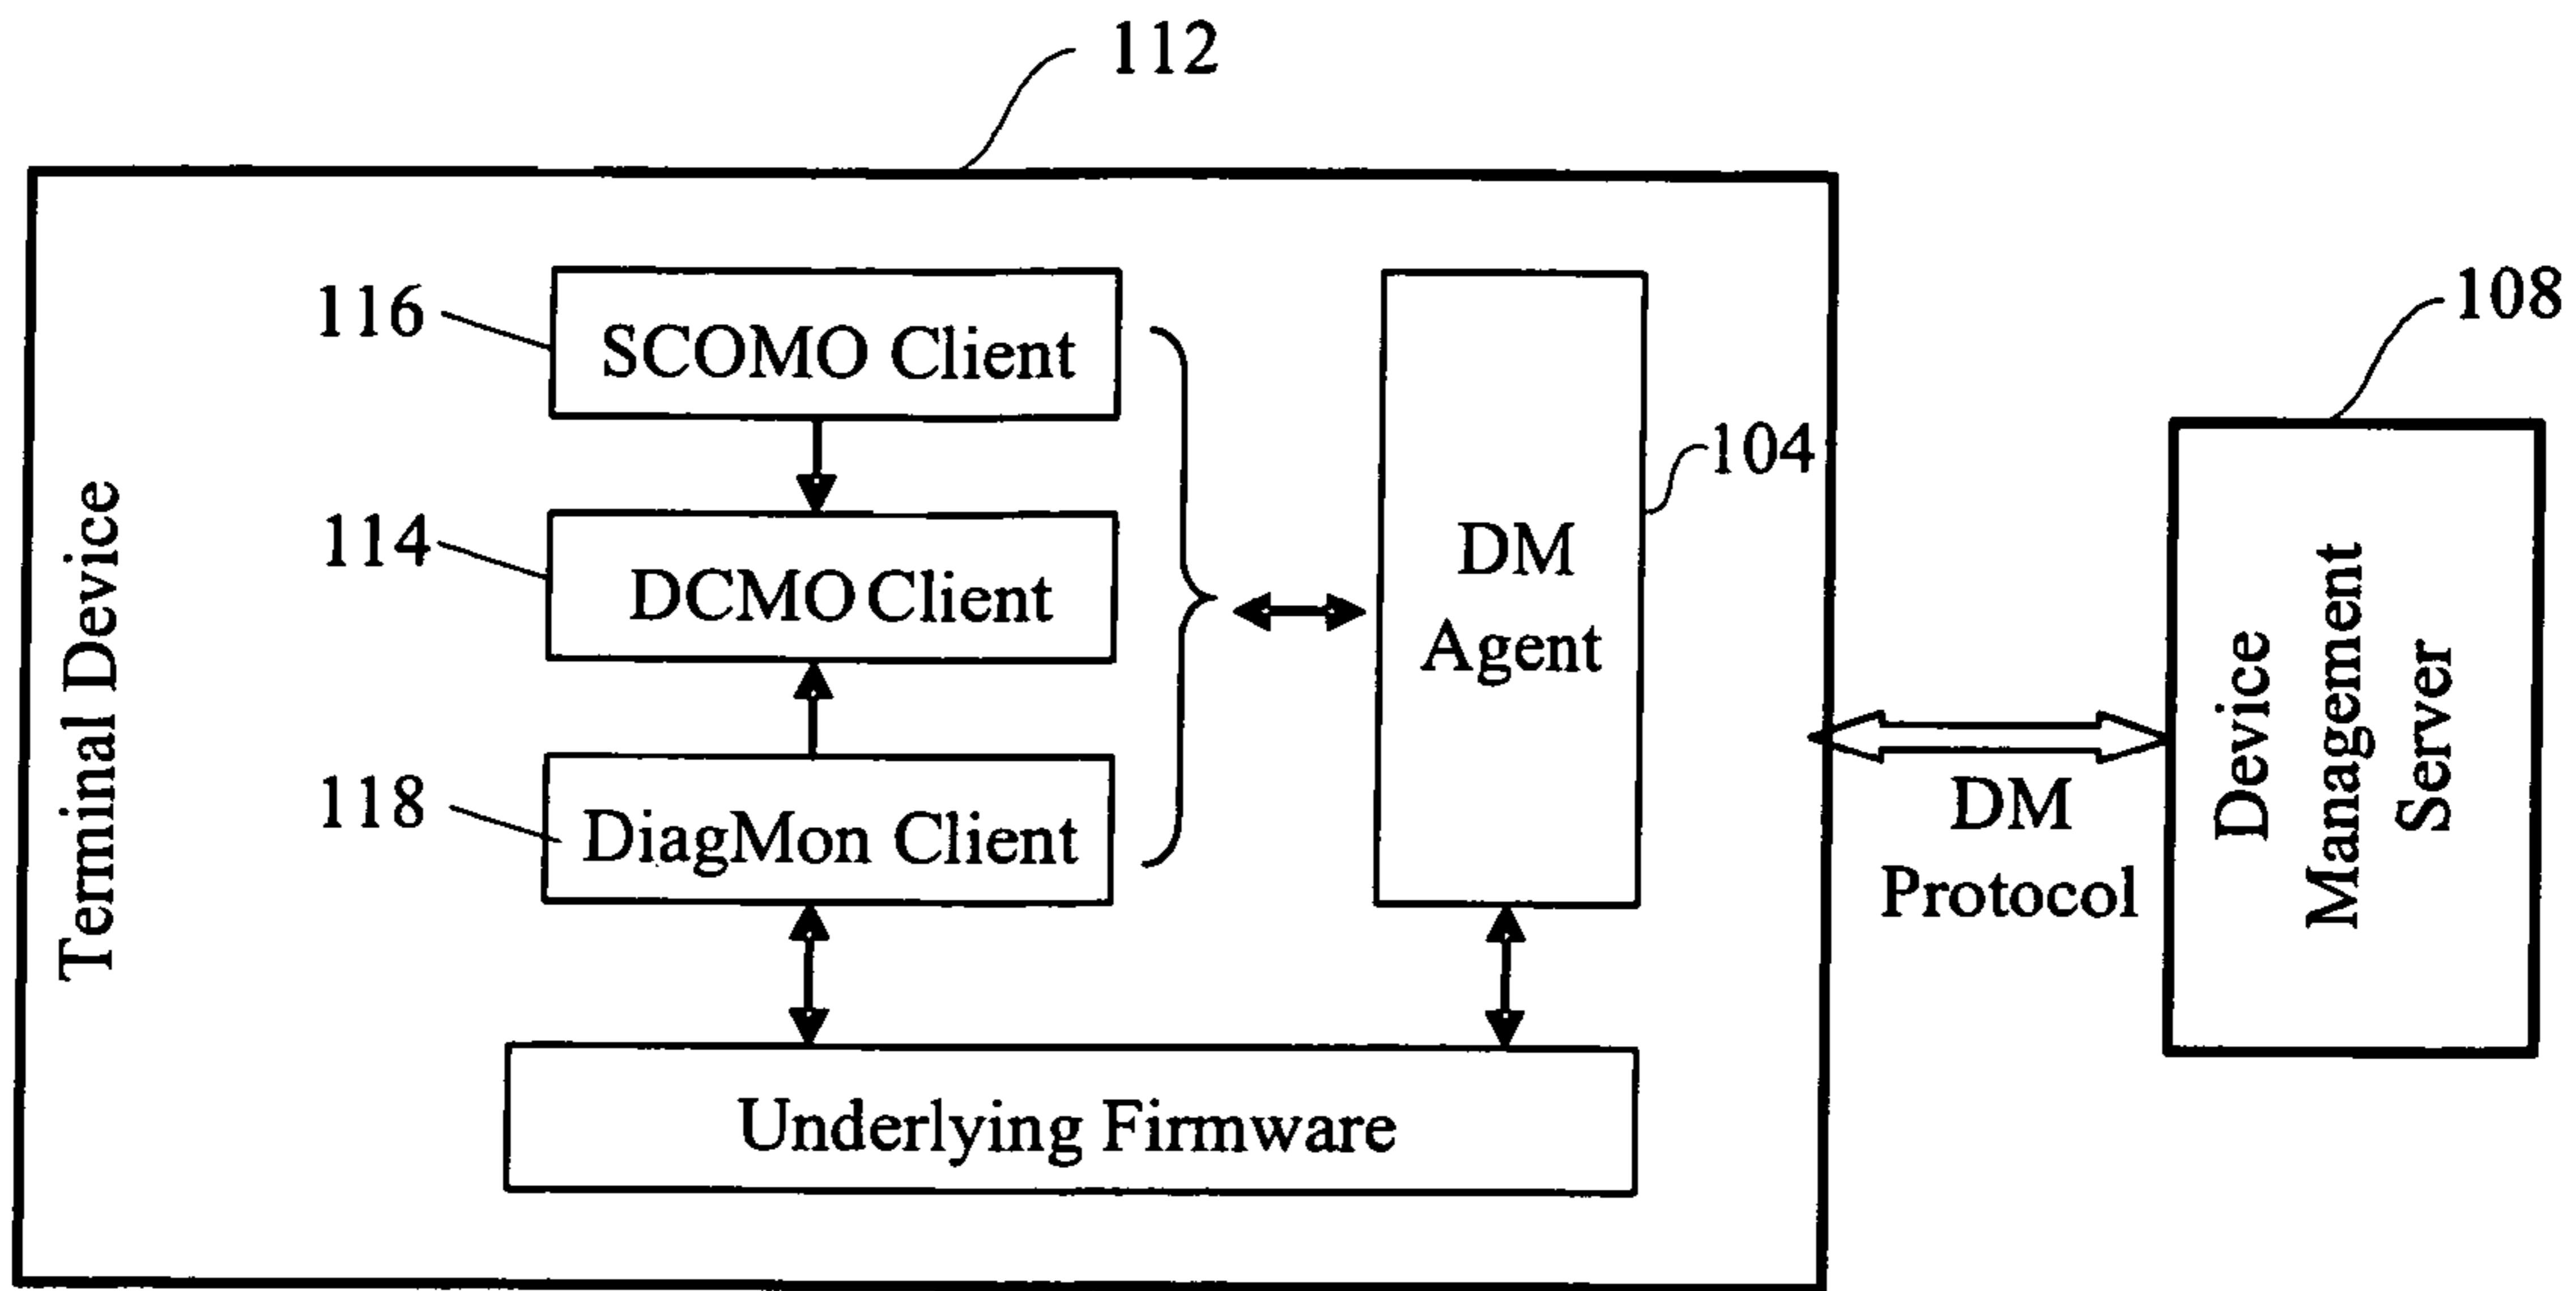 112
116
SCOMO Client
108
104
114
DCMO Client
DM
Agent
Terminal Device
118
DiagMon Client
DM
Protocol
Device
Management
Server
Underlying Firmware